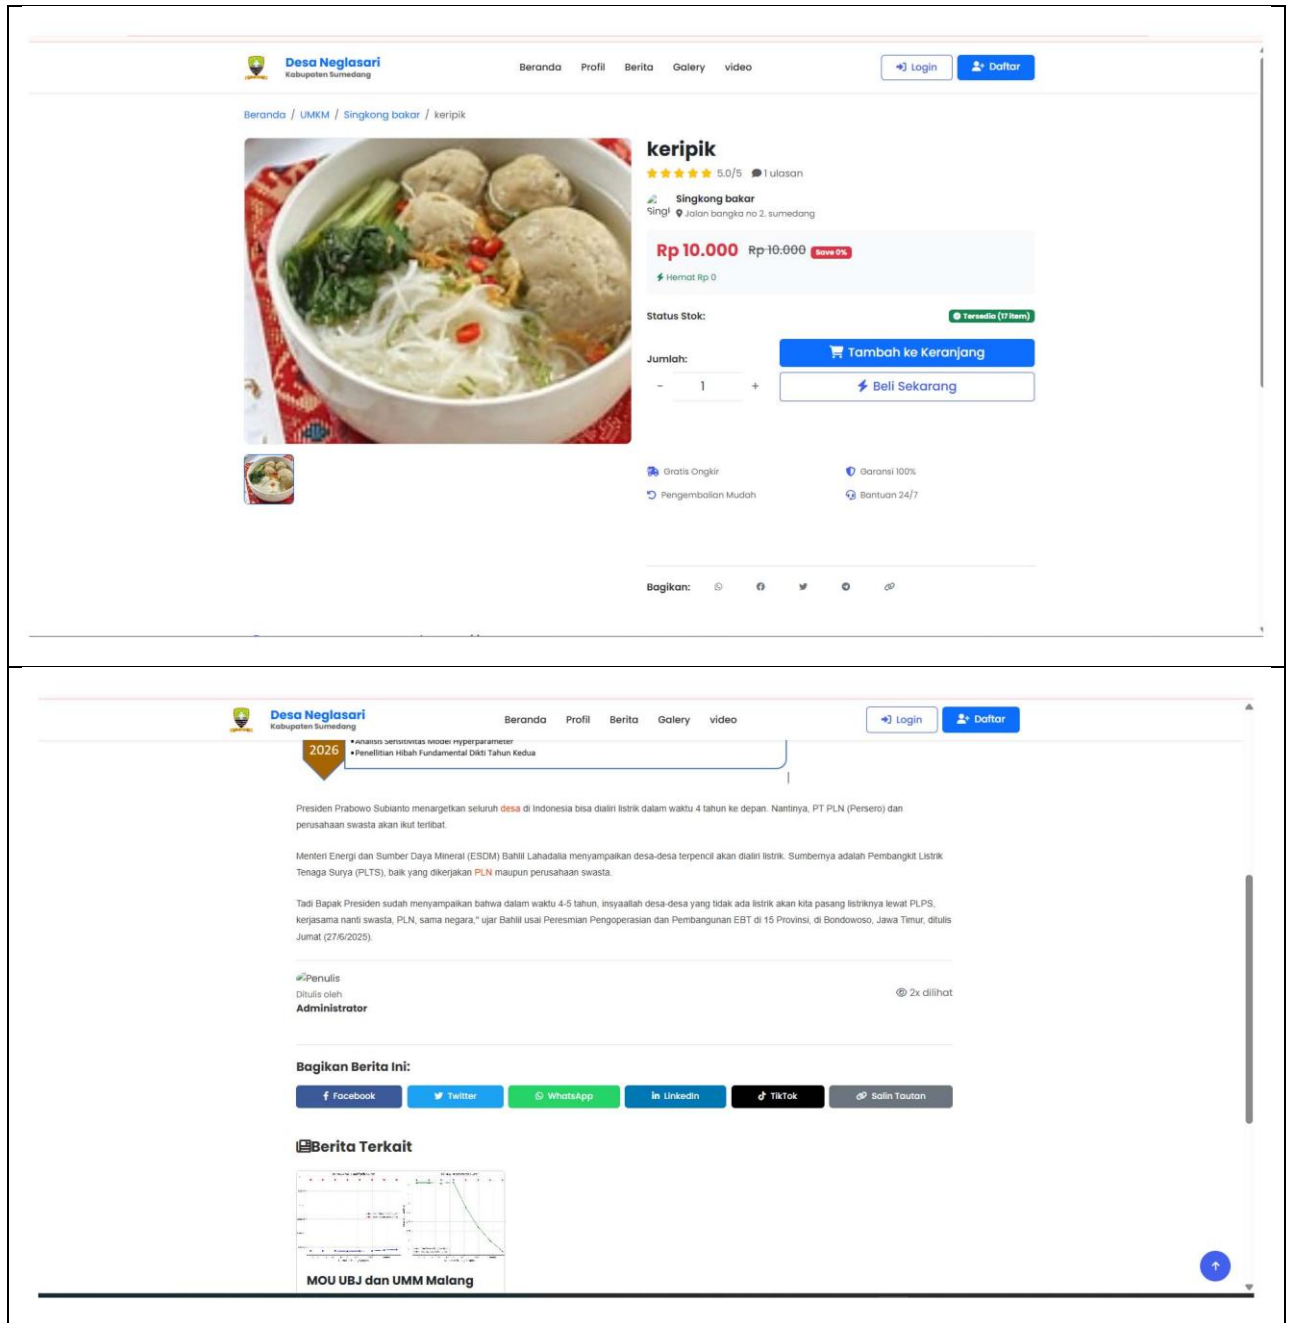 Desa Neglasari
Kabupaten Sumedang
Beranda Profil Berita Galery video
Login Daftar
Beranda / UMKM / Singkong bakar / keripik
keripik
5.0/5 1 ulasan
Singkong bakar
Singl Jalan bangka no 2. sumedang
Rp 10.000 Rp 10.000 Save 0%
Hemat Rp 0
Status Stok: Tersedia (17 item)
Jumlah:
Tambah ke Keranjang
- 1 +
Beli Sekarang
Gratis Ongkir Garansi 100%
Pengembalian Mudah Bantuan 24/7
Bagikan:
Desa Neglasari
Kabupaten Sumedang
Beranda Profil Berita Galery video
Login Daftar
2026
•Analisis Sensitivitas Model Hyperparameter
•Penellitian Hibah Fundamental Dikti Tahun Kedua
Presiden Prabowo Subianto menargetkan seluruh desa di Indonesia bisa dialiri listrik dalam waktu 4 tahun ke depan. Nantinya, PT PLN (Persero) dan
perusahaan swasta akan ikut terlibat.
Menteri Energi dan Sumber Daya Mineral (ESDM) Bahlil Lahadalia menyampaikan desa-desa terpencil akan dialiri listrik. Sumbernya adalah Pembangkit Listrik
Tenaga Surya (PLTS), baik yang dikerjakan PLN maupun perusahaan swasta.
Tadi Bapak Presiden sudah menyampaikan bahwa dalam waktu 4-5 tahun, insyaallah desa-desa yang tidak ada listrik akan kita pasang listriknya lewat PLPS,
kerjasama nanti swasta, PLN, sama negara," ujar Bahlil usai Peresmian Pengoperasian dan Pembangunan EBT di 15 Provinsi, di Bondowoso, Jawa Timur, ditulis
Jumat (27/6/2025).
Penulis
Ditulis oleh
Administrator
2x dilihat
Bagikan Berita Ini:
Facebook Twitter WhatsApp LinkedIn TikTok Salin Tautan
Berita Terkait
MOU UBJ dan UMM Malang